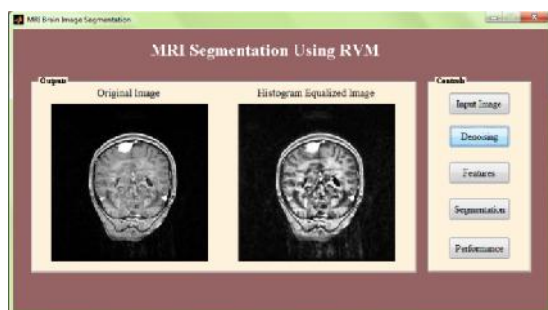 MRI Brain Image Segmentation
MRI Segmentation Using RVM
Outputs
Original Image
Histogram Equalized Image
Controls
Input Image
Denosing
Features
Segmentation
Performance